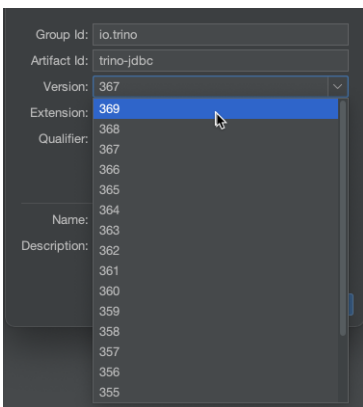 Group Id: io.trino
Artifact Id: trino-jdbc
Version: 367
Extension: 369
368
Qualifier: 367
366
365
364
Name: 363
Description: 362
361
360
359
358
357
356
355